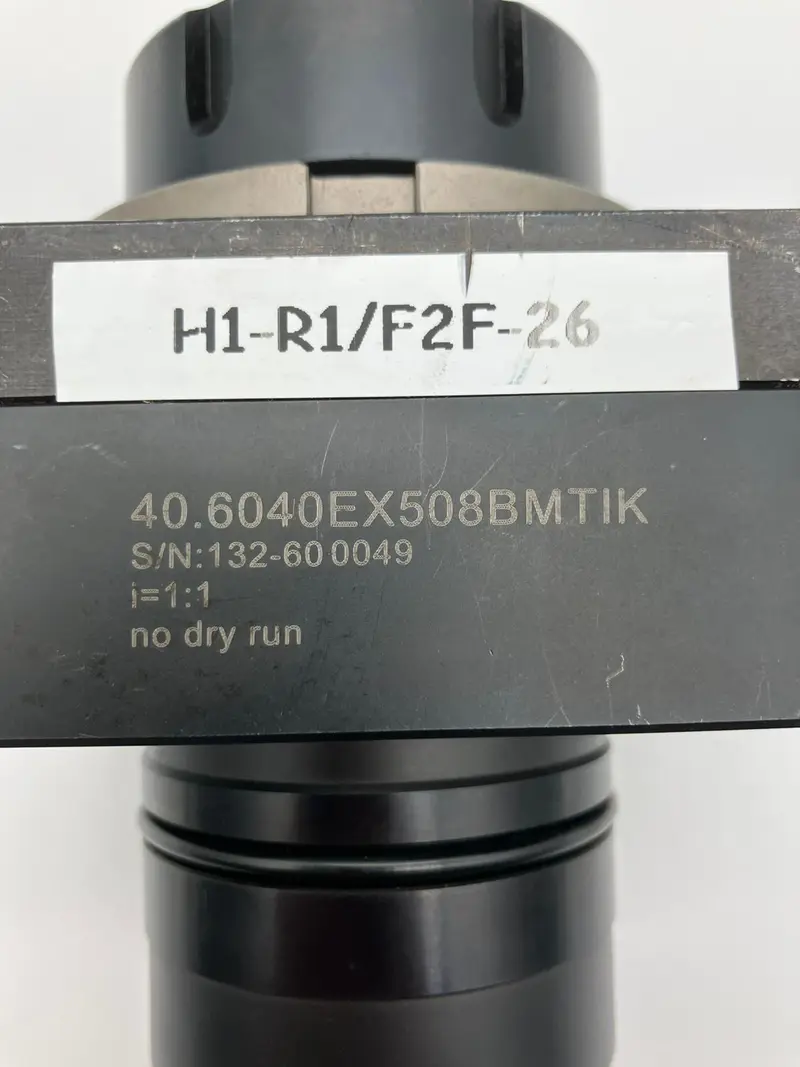 H1-R1/F2F-26
40.6040EX508BMTIK
S/N:132-60 0049
i=1:1
no dry run